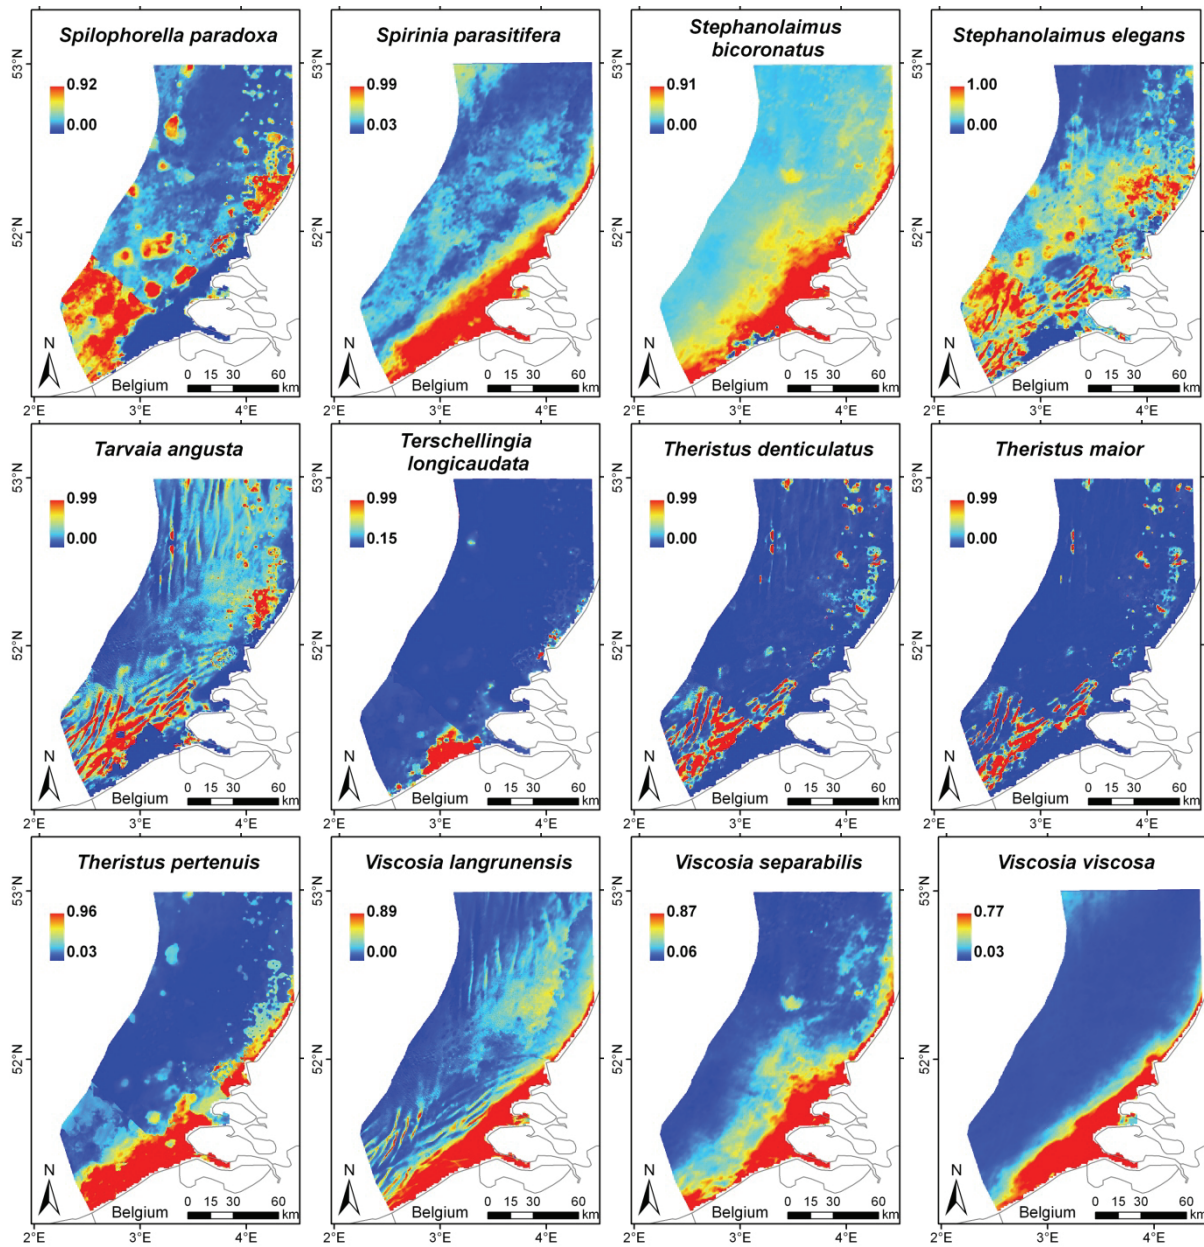 Spilophorella paradoxa
53°N
0.92
0.00
52°N
N
Belgium
0 15 30 60
km
2°E 3°E 4°E
Spirinia parasitifera
53°N
0.99
0.03
52°N
N
Belgium
0 15 30 60
km
2°E 3°E 4°E
Stephanolaimus
bicoronatus
53°N
0.91
0.00
52°N
N
Belgium
0 15 30 60
km
2°E 3°E 4°E
Stephanolaimus elegans
53°N
1.00
0.00
52°N
N
Belgium
0 15 30 60
km
2°E 3°E 4°E
Tarvaia angusta
53°N
0.99
0.00
52°N
N
Belgium
0 15 30 60
km
2°E 3°E 4°E
Terschellingia
longicaudata
53°N
0.99
0.15
52°N
N
Belgium
0 15 30 60
km
2°E 3°E 4°E
Theristus denticulatus
53°N
0.99
0.00
52°N
N
Belgium
0 15 30 60
km
2°E 3°E 4°E
Theristus maior
53°N
0.99
0.00
52°N
N
Belgium
0 15 30 60
km
2°E 3°E 4°E
Theristus pertenuis
53°N
0.96
0.03
52°N
N
Belgium
0 15 30 60
km
2°E 3°E 4°E
Viscosia langrunensis
53°N
0.89
0.00
52°N
N
Belgium
0 15 30 60
km
2°E 3°E 4°E
Viscosia separabilis
53°N
0.87
0.06
52°N
N
Belgium
0 15 30 60
km
2°E 3°E 4°E
Viscosia viscosa
53°N
0.77
0.03
52°N
N
Belgium
0 15 30 60
km
2°E 3°E 4°E